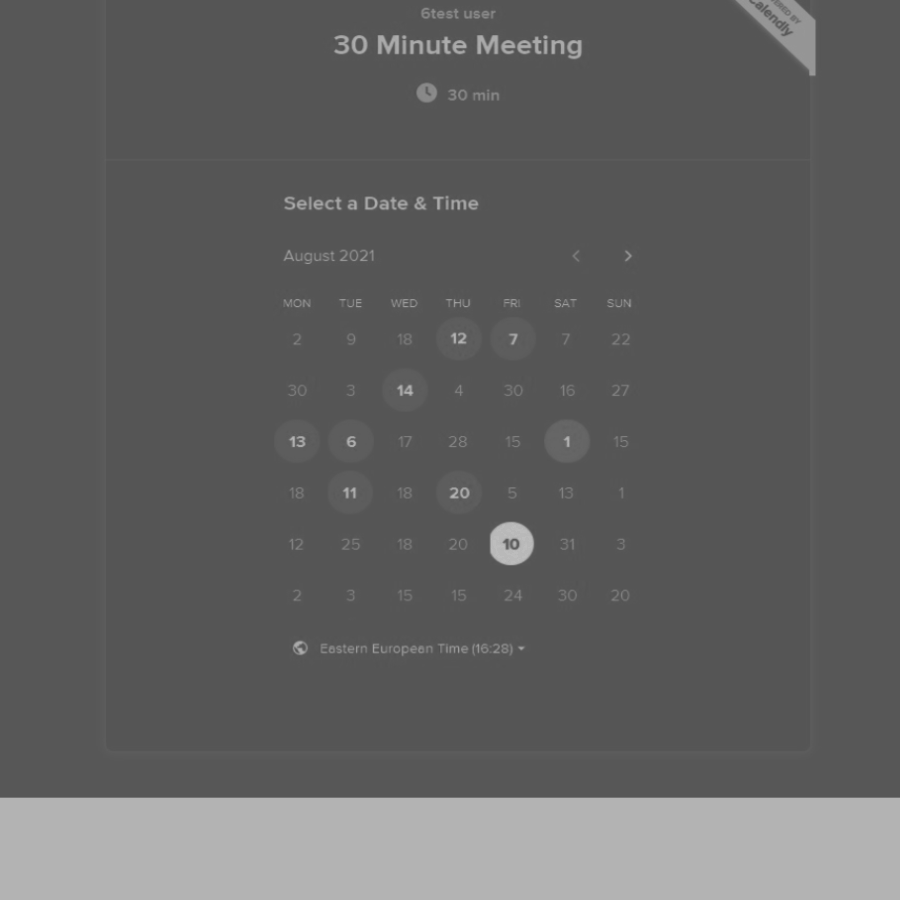 6test user
30 Minute Meeting
30 min
Calendly
Select a Date & Time
August 2021
MON TUE WED THU FRI SAT SUN
2 9 18 12 7 7 22
30 3 14 4 30 16 27
13 6 17 28 15 1 15
18 11 18 20 5 13 1
12 25 18 20 10 31 3
2 3 15 15 24 30 20
Eastern European Time (16:28)